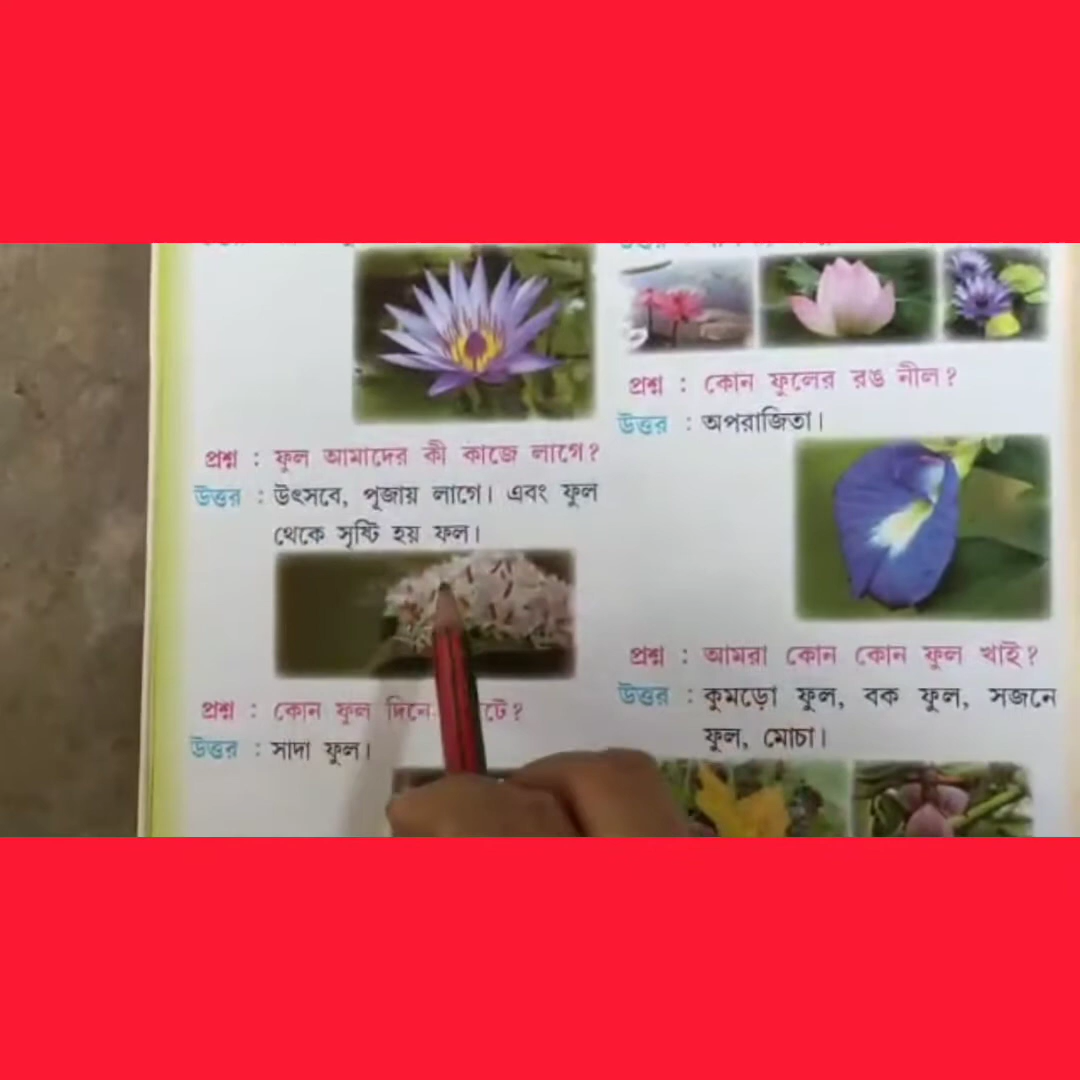 প্রশ্ন : ফুল আমাদের কী কাজে লাগে?
উত্তর : উৎসবে, পূজায় লাগে। এবং ফুল
থেকে সৃষ্টি হয় ফল।
প্রশ্ন : কোন ফুল দিনে
উত্তর : সাদা ফুল।
প্রশ্ন : কোন ফুলের রঙ নীল?
উত্তর : অপরাজিতা।
প্রশ্ন : আমরা কোন কোন ফুল খাই?
উত্তর : কুমড়ো ফুল, বক ফুল, সজনে
ফুল, মোচা।